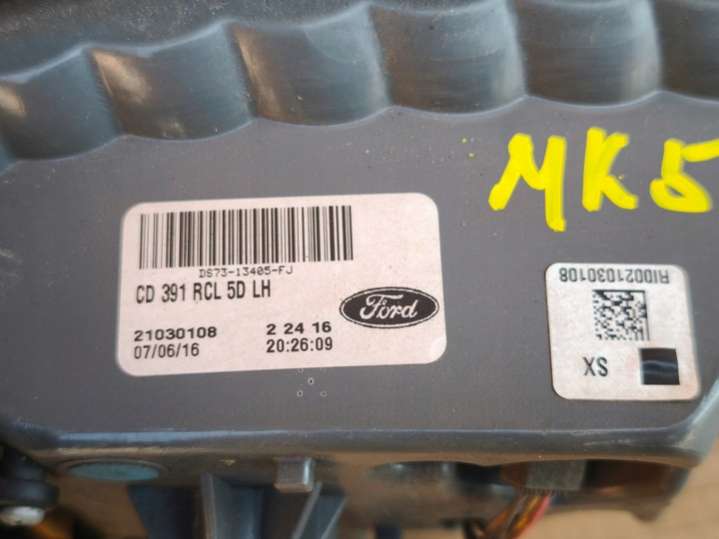 MK5
DS73-13405-FJ
CD 391 RCL 5D LH
Ford
21030108 2 24 16
07/06/16 20:26:09
RI0021030108
SX